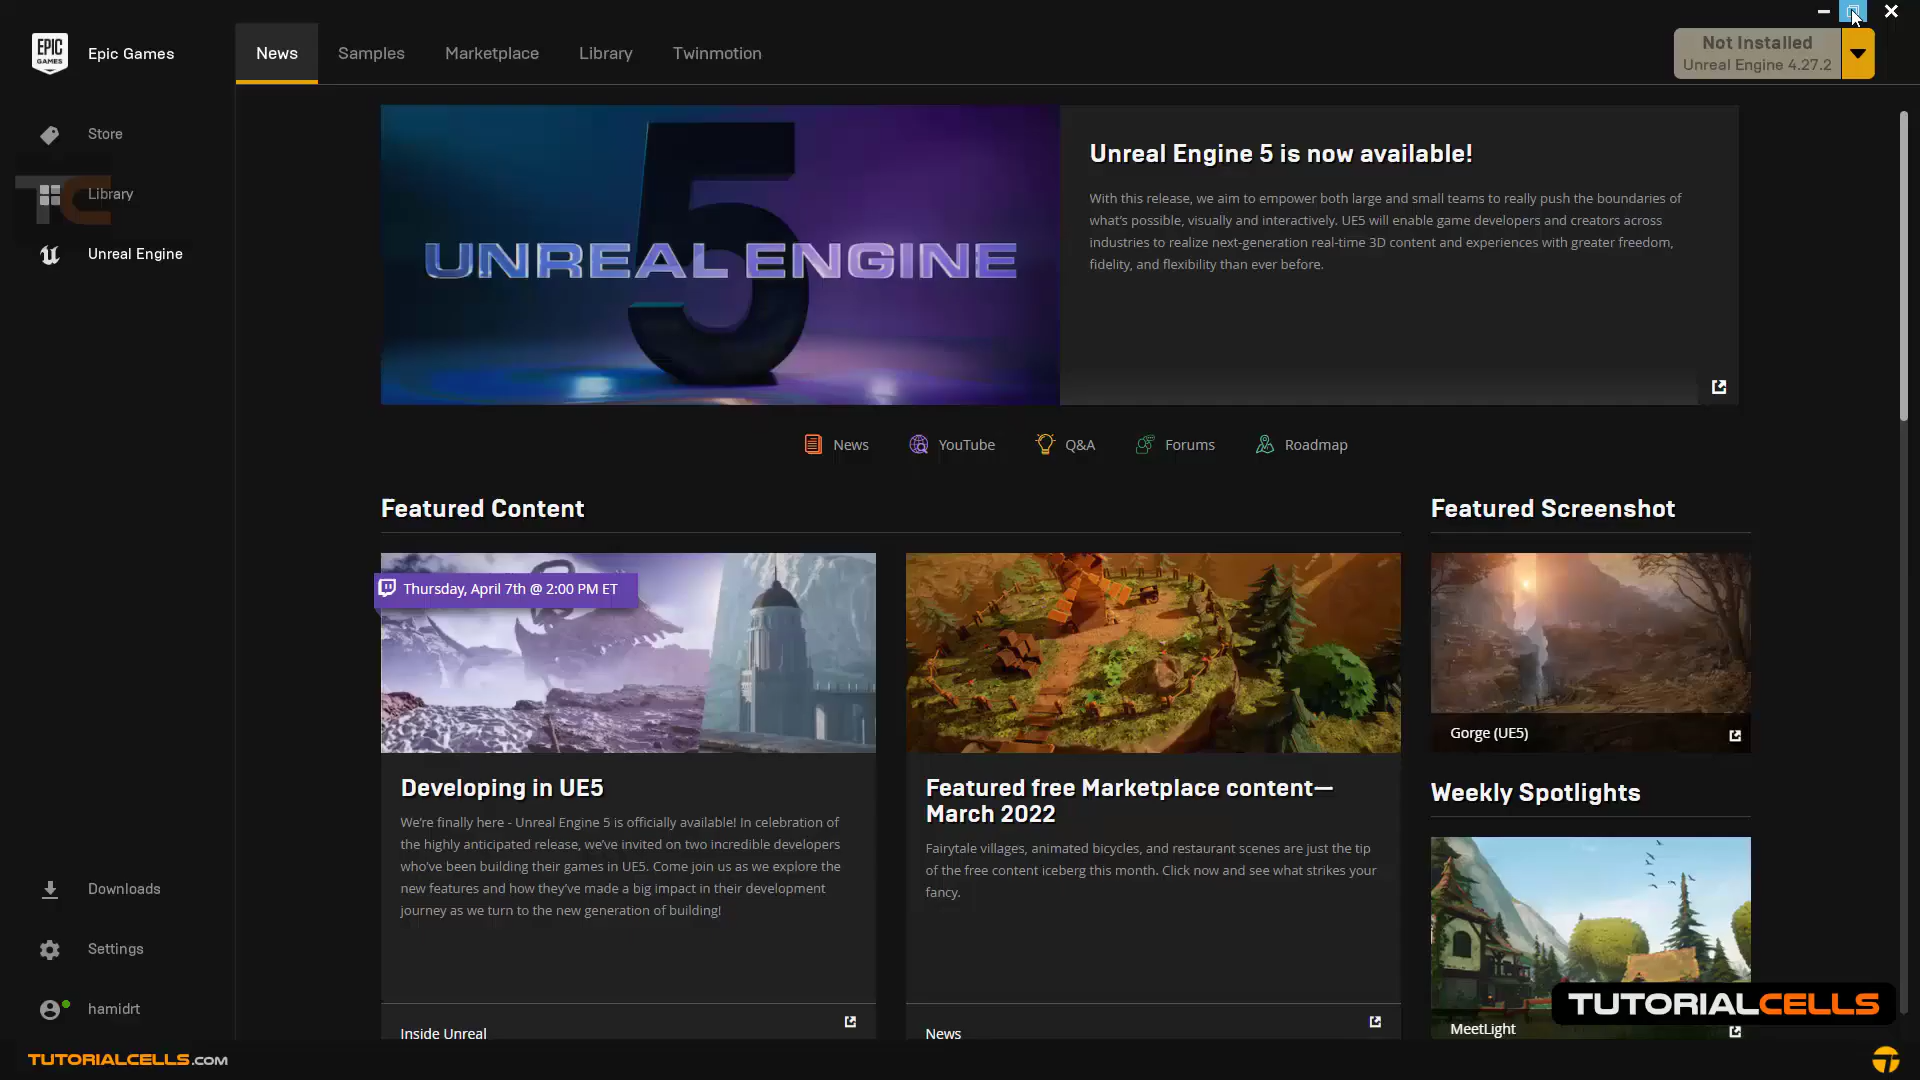 EPIC
GAMES
Epic Games
News
Samples
Marketplace
Library
Twinmotion
Not Installed
Unreal Engine 4.27.2
Store
TC
Library
Unreal Engine
5
UNREAL ENGINE
Unreal Engine 5 is now available!
With this release, we aim to empower both large and small teams to really push the boundaries of
what's possible, visually and interactively. UE5 will enable game developers and creators across
industries to realize next-generation real-time 3D content and experiences with greater freedom,
fidelity, and flexibility than ever before.
News
YouTube
Q&A
Forums
Roadmap
Featured Content
Featured Screenshot
Thursday, April 7th @ 2:00 PM ET
Gorge (UE5)
Developing in UE5
We're finally here - Unreal Engine 5 is officially available! In celebration of
the highly anticipated release, we've invited on two incredible developers
who've been building their games in UE5. Come join us as we explore the
new features and how they've made a big impact in their development
journey as we turn to the new generation of building!
Inside Unreal
Featured free Marketplace content—
March 2022
Fairytale villages, animated bicycles, and restaurant scenes are just the tip
of the free content iceberg this month. Click now and see what strikes your
fancy.
News
Weekly Spotlights
MeetLight
TUTORIALCELLS
Downloads
Settings
hamidrt
TUTORIALCELLS.COM